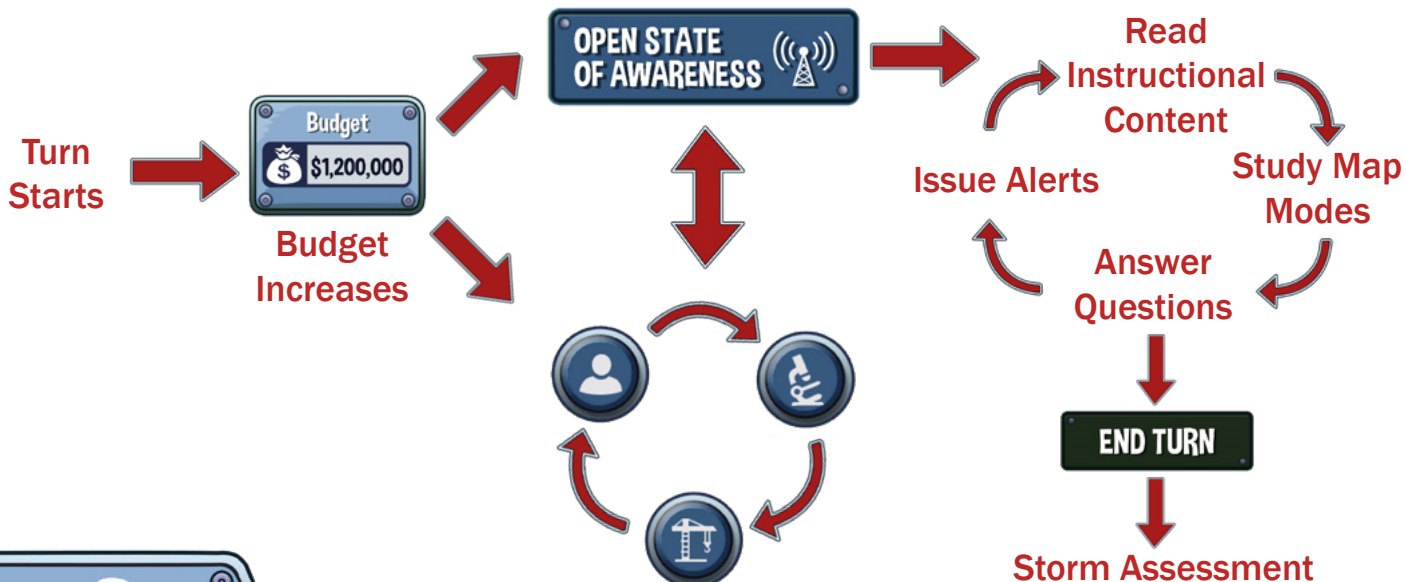 Turn
Starts
Budget
$1,200,000
Budget
Increases
OPEN STATE
OF AWARENESS
Read
Instructional
Content
Study Map
Modes
Answer
Questions
Issue Alerts
END TURN
Storm Assessment